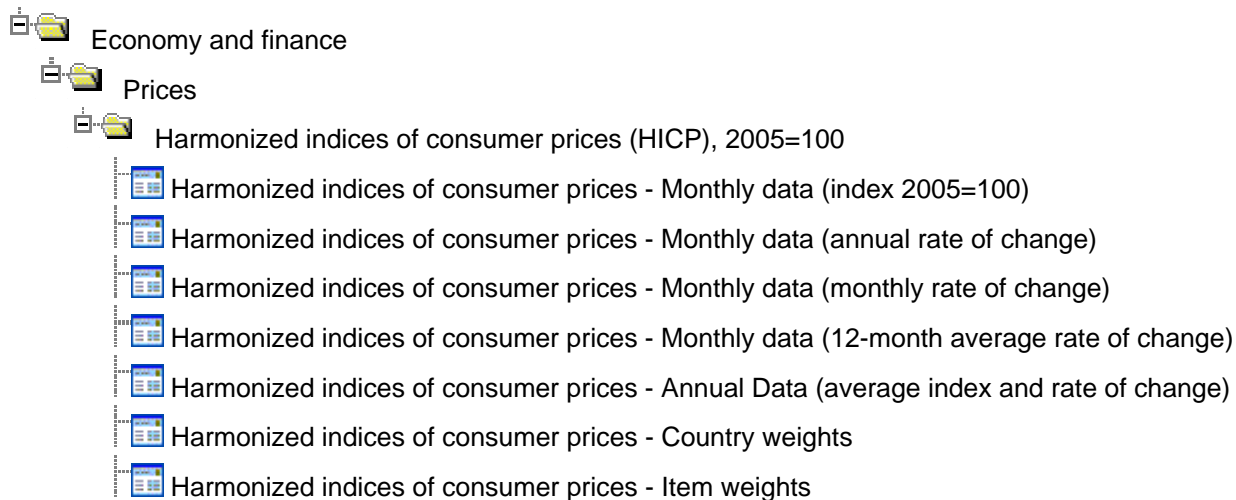 Economy and finance
Prices
Harmonized indices of consumer prices (HICP), 2005=100
Harmonized indices of consumer prices - Monthly data (index 2005=100)
Harmonized indices of consumer prices - Monthly data (annual rate of change)
Harmonized indices of consumer prices - Monthly data (monthly rate of change)
Harmonized indices of consumer prices - Monthly data (12-month average rate of change)
Harmonized indices of consumer prices - Annual Data (average index and rate of change)
Harmonized indices of consumer prices - Country weights
Harmonized indices of consumer prices - Item weights